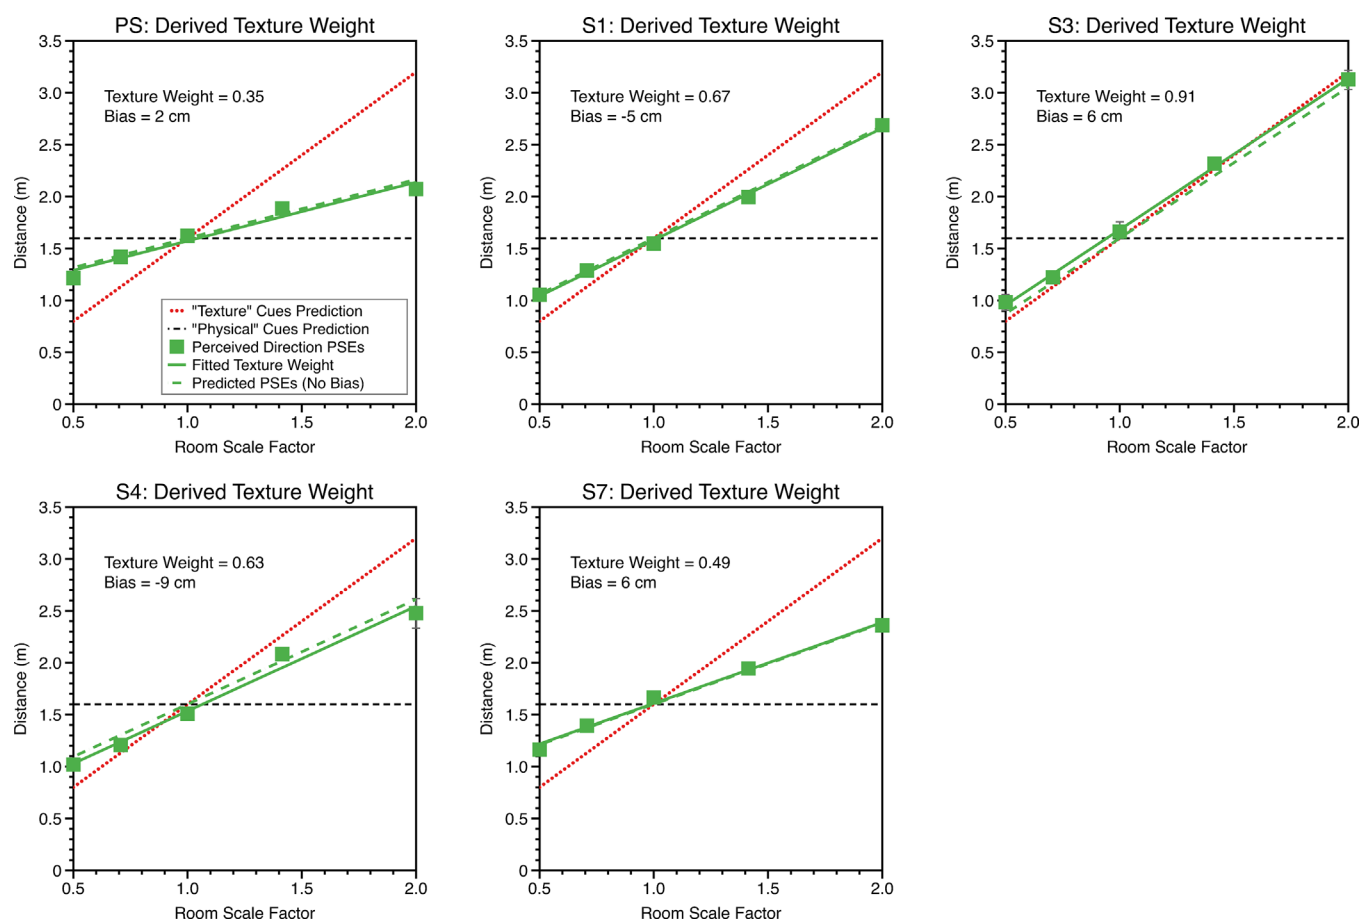 PS: Derived Texture Weight
3.5
3.0
2.5
2.0
1.5
1.0
0.5
0
Distance (m)
Texture Weight = 0.35
Bias = 2 cm
"Texture" Cues Prediction
"Physical" Cues Prediction
Perceived Direction PSEs
Fitted Texture Weight
Predicted PSEs (No Bias)
0.5 1.0 1.5 2.0
Room Scale Factor
S1: Derived Texture Weight
3.5
3.0
2.5
2.0
1.5
1.0
0.5
0
Distance (m)
Texture Weight = 0.67
Bias = -5 cm
0.5 1.0 1.5 2.0
Room Scale Factor
S3: Derived Texture Weight
3.5
3.0
2.5
2.0
1.5
1.0
0.5
0
Distance (m)
Texture Weight = 0.91
Bias = 6 cm
0.5 1.0 1.5 2.0
Room Scale Factor
S4: Derived Texture Weight
3.5
3.0
2.5
2.0
1.5
1.0
0.5
0
Distance (m)
Texture Weight = 0.63
Bias = -9 cm
0.5 1.0 1.5 2.0
Room Scale Factor
S7: Derived Texture Weight
3.5
3.0
2.5
2.0
1.5
1.0
0.5
0
Distance (m)
Texture Weight = 0.49
Bias = 6 cm
0.5 1.0 1.5 2.0
Room Scale Factor